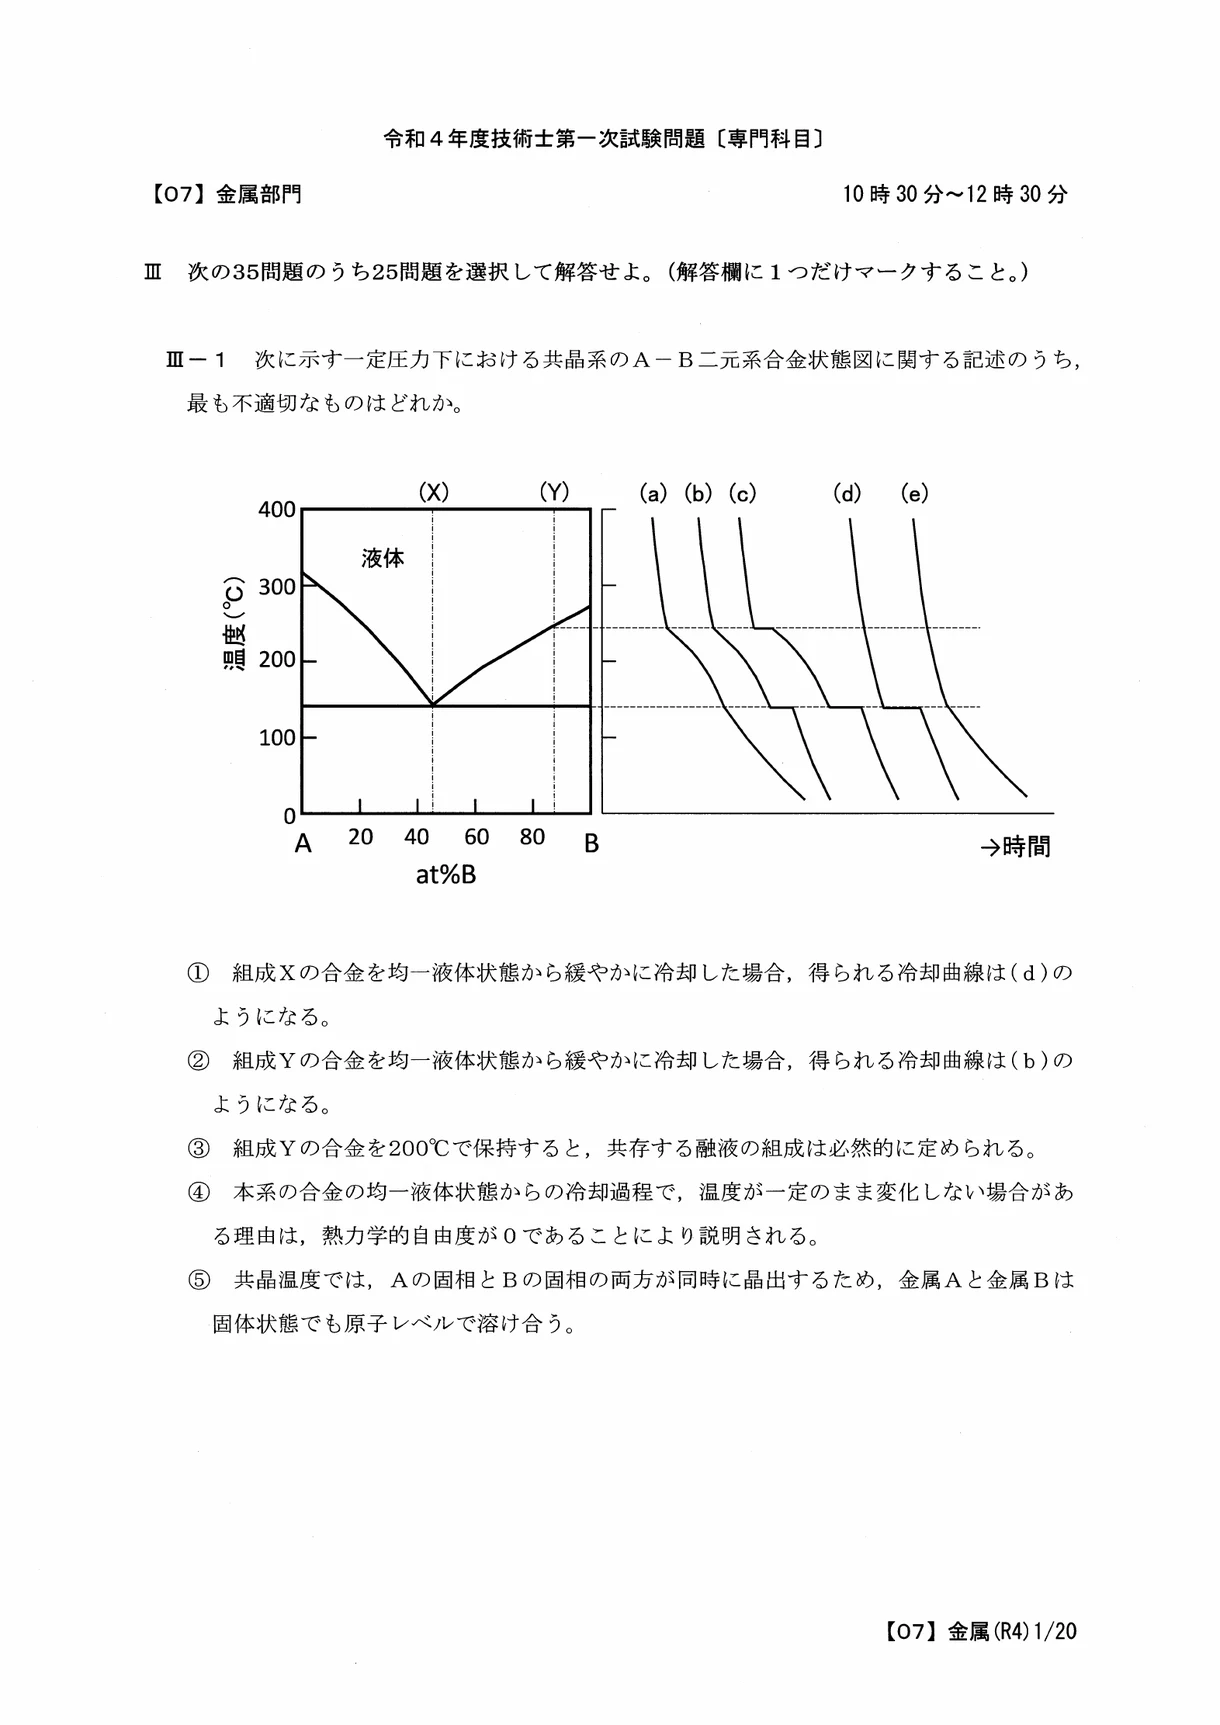 令和４年度技術士第一次試験問題〔専門科目〕
【07】金属部門　10時30分～12時30分
Ⅲ　次の35問題のうち25問題を選択して解答せよ。（解答欄に１つだけマークすること。）
Ⅲ－１　次に示す一定圧力下における共晶系のＡ－Ｂ二元系合金状態図に関する記述のうち，
最も不適切なものはどれか。
(X)　(Y)　(a)　(b)　(c)　(d)　(e)
400
液体
300
温度(℃)
200
100
0
A　20　40　60　80　B
→時間
at%B
①　組成Ｘの合金を均一液体状態から緩やかに冷却した場合，得られる冷却曲線は(ｄ)の
ようになる。
②　組成Ｙの合金を均一液体状態から緩やかに冷却した場合，得られる冷却曲線は(ｂ)の
ようになる。
③　組成Ｙの合金を200℃で保持すると，共存する融液の組成は必然的に定められる。
④　本系の合金の均一液体状態からの冷却過程で，温度が一定のまま変化しない場合があ
る理由は，熱力学的自由度が０であることにより説明される。
⑤　共晶温度では，Ａの固相とＢの固相の両方が同時に晶出するため，金属Ａと金属Ｂは
固体状態でも原子レベルで溶け合う。
【07】金属(R4)1/20